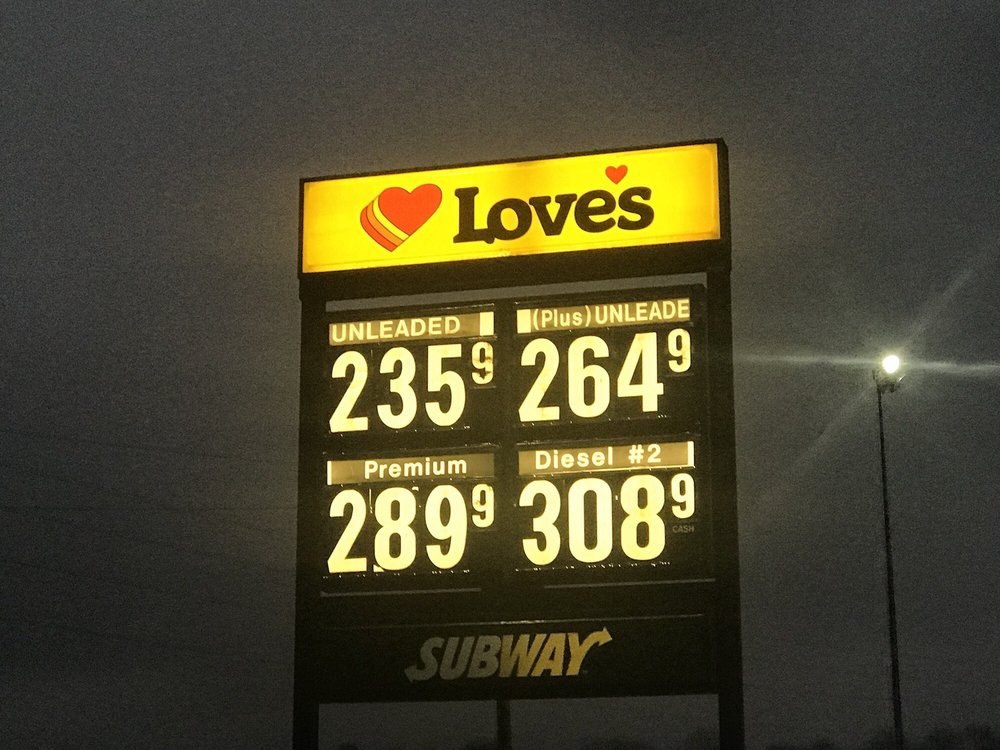 Love's
UNLEADED
235 9
(Plus) UNLEADE
264 9
Premium
289 9
Diesel #2
308 9
CASH
SUBWAY